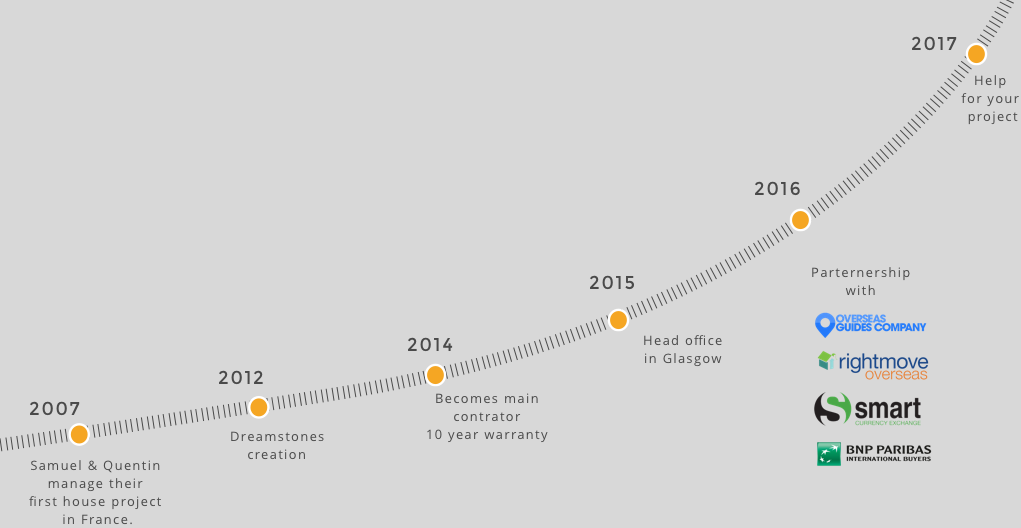 2007
Samuel & Quentin
manage their
first house project
in France.
2012
Dreamstones
creation
2014
Becomes main
contrator
10 year warranty
2015
Head office
in Glasgow
2016
Parternership
with
OVERSEAS
GUIDES COMPANY
rightmove
overseas
smart
CURRENCY EXCHANGE
BNP PARIBAS
INTERNATIONAL BUYERS
2017
Help
for your
project